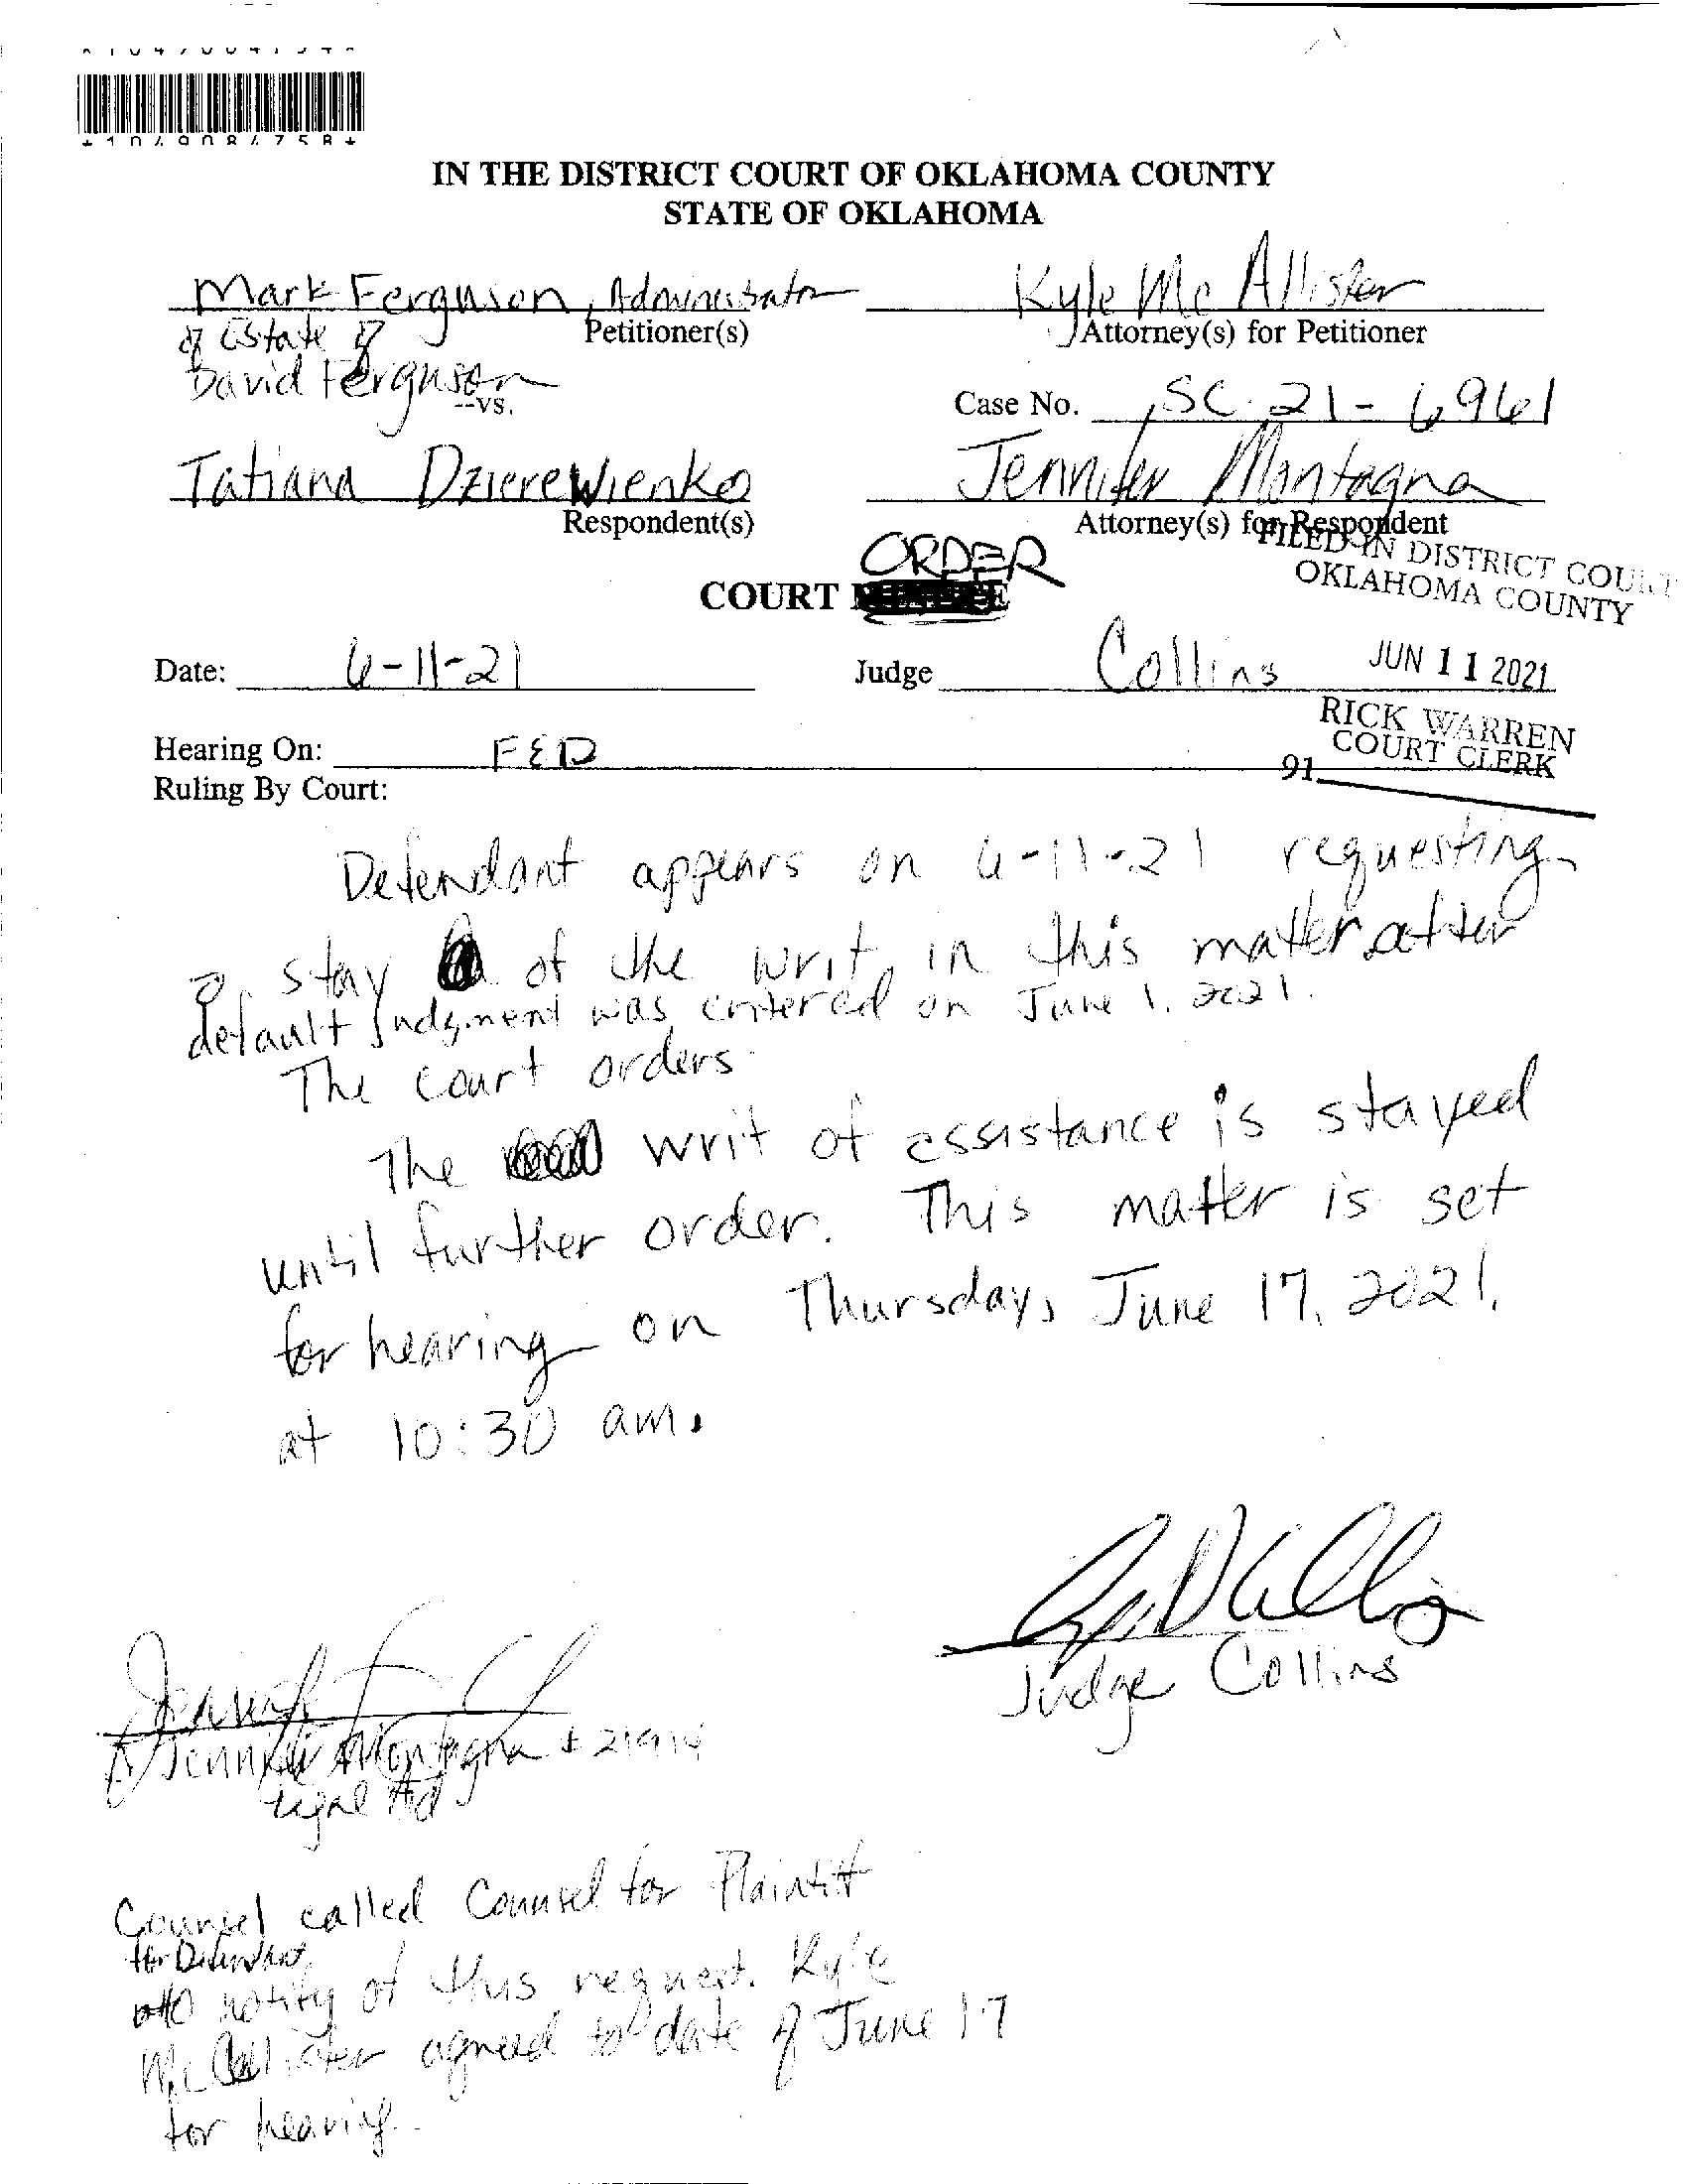 *1049084758*
IN THE DISTRICT COURT OF OKLAHOMA COUNTY
STATE OF OKLAHOMA
Mark Ferguson, Administrator
of Estate of
David Ferguson
Petitioner(s)
Kyle McAllister
Attorney(s) for Petitioner
--vs.
Case No. SC-21-6961
Tatiana Dzierewienko
Respondent(s)
Jennifer Montagna
Attorney(s) for Respondent
FILED IN DISTRICT COURT
OKLAHOMA COUNTY
COURT ORDER
Date: 6-11-21
Judge Collins
JUN 11 2021
RICK WARREN
COURT CLERK
Hearing On: FED
91
Ruling By Court:
Defendant appears on 6-11-21 requesting
a stay of the writ in this matter after
default judgment was entered on June 1, 2021.
The court orders
The writ of assistance is stayed
until further order. This matter is set
for hearing on Thursday, June 17, 2021,
at 10:30 am.
Judge Collins
Jennifer Montagna # 21914
Legal Aid
Counsel called Counsel for Plaintiff
for Defendant
notify of this request. Kyle
McCallister agreed to date of June 17
for hearing.